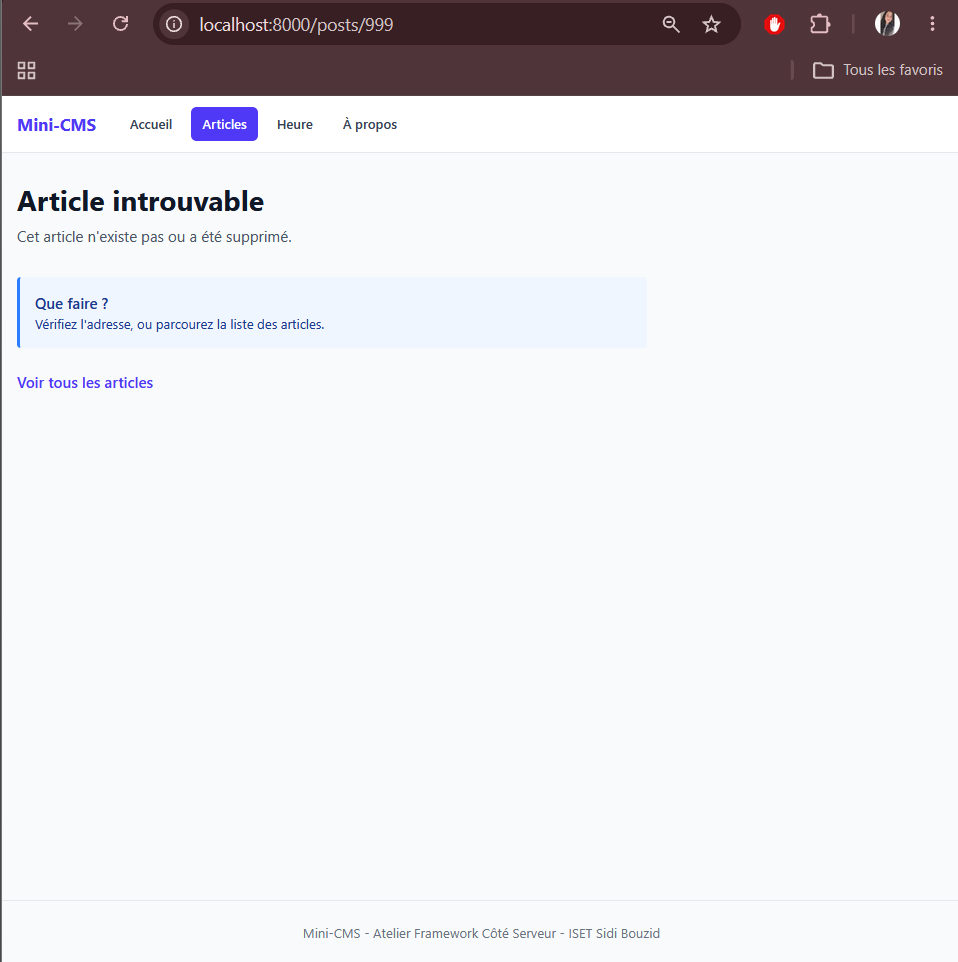 localhost:8000/posts/999
Tous les favoris
Mini-CMS Accueil Articles Heure À propos
Article introuvable
Cet article n'existe pas ou a été supprimé.
Que faire ?
Vérifiez l'adresse, ou parcourez la liste des articles.
Voir tous les articles
Mini-CMS - Atelier Framework Côté Serveur - ISET Sidi Bouzid